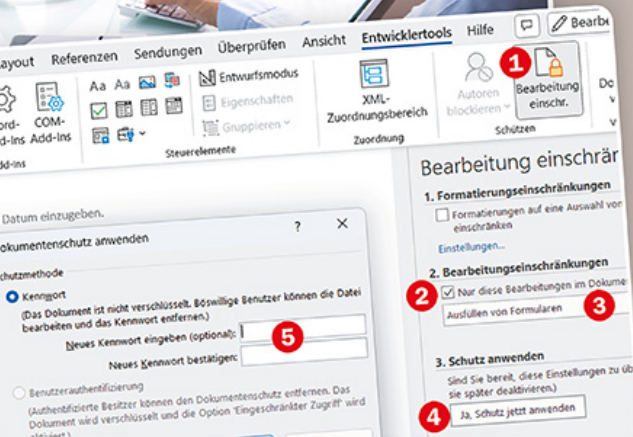 Layout Referenzen Sendungen Überprüfen Ansicht Entwicklertools Hilfe
Aa Aa
Entwurfsmodus
Eigenschaften
Gruppieren
COM-
Add-Ins
Steuerelemente
XML-
Zuordnungsbereich
Zuordnung
Autoren
blockieren
1
Bearbeitung
einschr.
Schützen
Datum einzugeben.
Dokumentenschutz anwenden ? ×
Schutzmethode
Kennwort
(Das Dokument ist nicht verschlüsselt. Böswillige Benutzer können die Datei
bearbeiten und das Kennwort entfernen.)
Neues Kennwort eingeben (optional): 5
Neues Kennwort bestätigen:
Benutzerauthentifizierung
(Authentifizierte Besitzer können den Dokumentenschutz entfernen. Das
Dokument wird verschlüsselt und die Option 'Eingeschränkter Zugriff' wird
aktiviert.)
Bearbeitung einschrän
1. Formatierungseinschränkungen
Formatierungen auf eine Auswahl von
einschränken
Einstellungen...
2. Bearbeitungseinschränkungen
2 Nur diese Bearbeitungen im Dokume
Ausfüllen von Formularen 3
3. Schutz anwenden
Sind Sie bereit, diese Einstellungen zu üb
sie später deaktivieren.)
4 Ja, Schutz jetzt anwenden